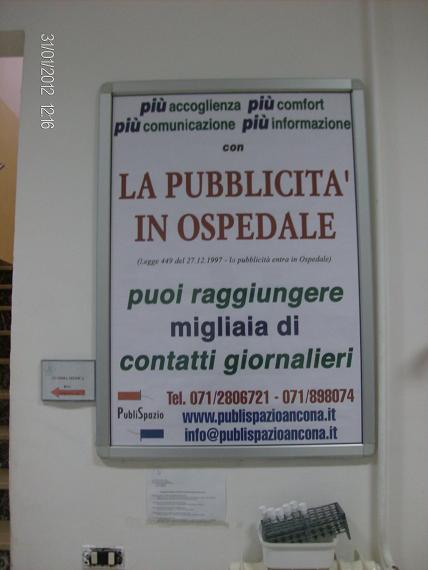 31/01/2012 12:16
più accoglienza più comfort
più comunicazione più informazione
con
LA PUBBLICITA'
IN OSPEDALE
(Legge 449 del 27.12.1997 - la pubblicità entra in Ospedale)
puoi raggiungere
migliaia di
contatti giornalieri
PubliSpazio
Tel. 071/2806721 - 071/898074
www.publispazioancona.it
info@publispazioancona.it